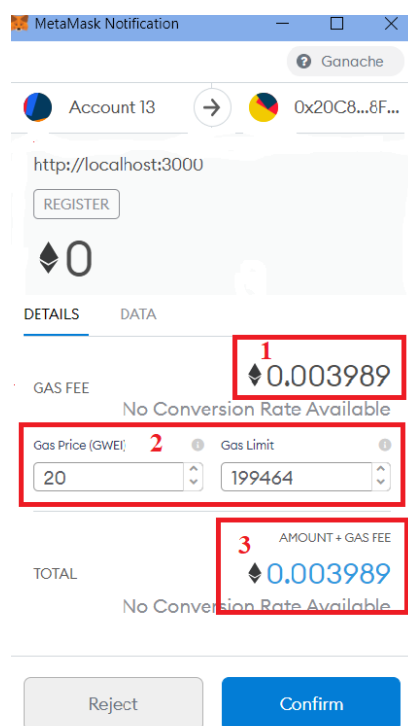 MetaMask Notification
Ganache
Account 13
0x20C8...8F...
http://localhost:3000
REGISTER
0
DETAILS
DATA
1
0.003989
GAS FEE
No Conversion Rate Available
Gas Price (GWEI)
2
Gas Limit
20
199464
3
AMOUNT + GAS FEE
TOTAL
0.003989
No Conversion Rate Available
Reject
Confirm